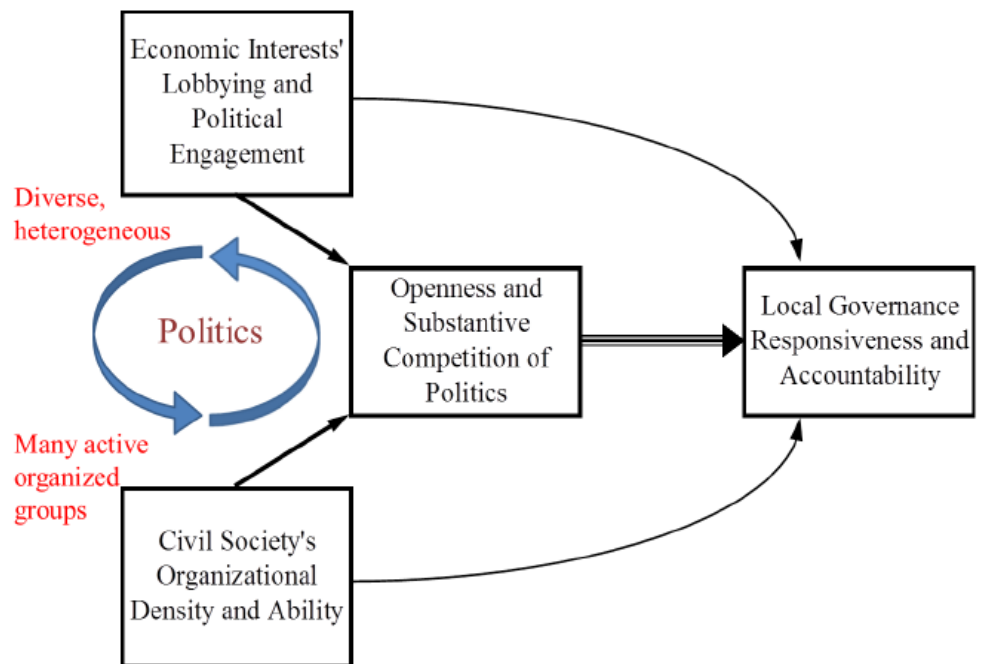 Economic Interests'
Lobbying and
Political
Engagement
Diverse,
heterogeneous
Politics
Openness and
Substantive
Competition of
Politics
Local Governance
Responsiveness and
Accountability
Many active
organized
groups
Civil Society's
Organizational
Density and Ability